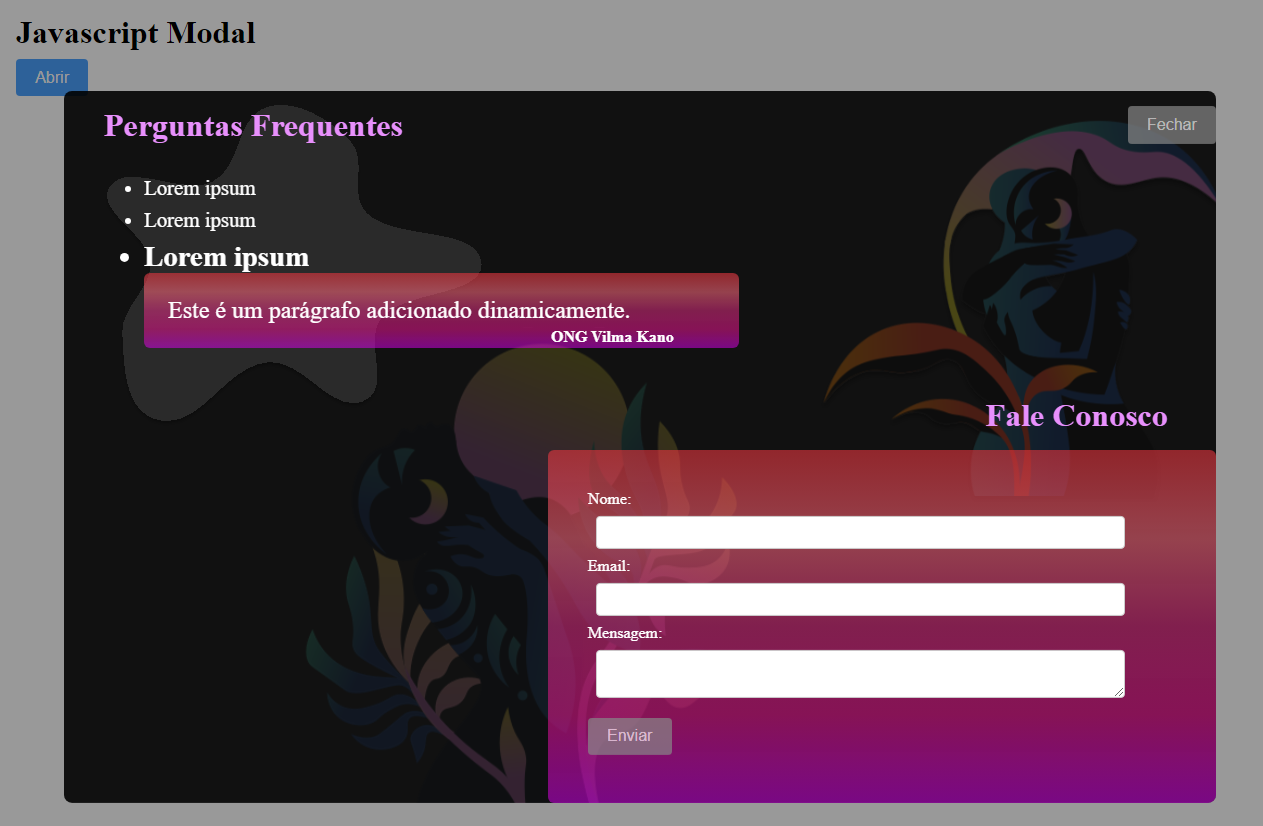 Javascript Modal
Abrir
Perguntas Frequentes
Fechar
Lorem ipsum
Lorem ipsum
Lorem ipsum
Este é um parágrafo adicionado dinamicamente.
ONG Vilma Kano
Fale Conosco
Nome:
Email:
Mensagem:
Enviar